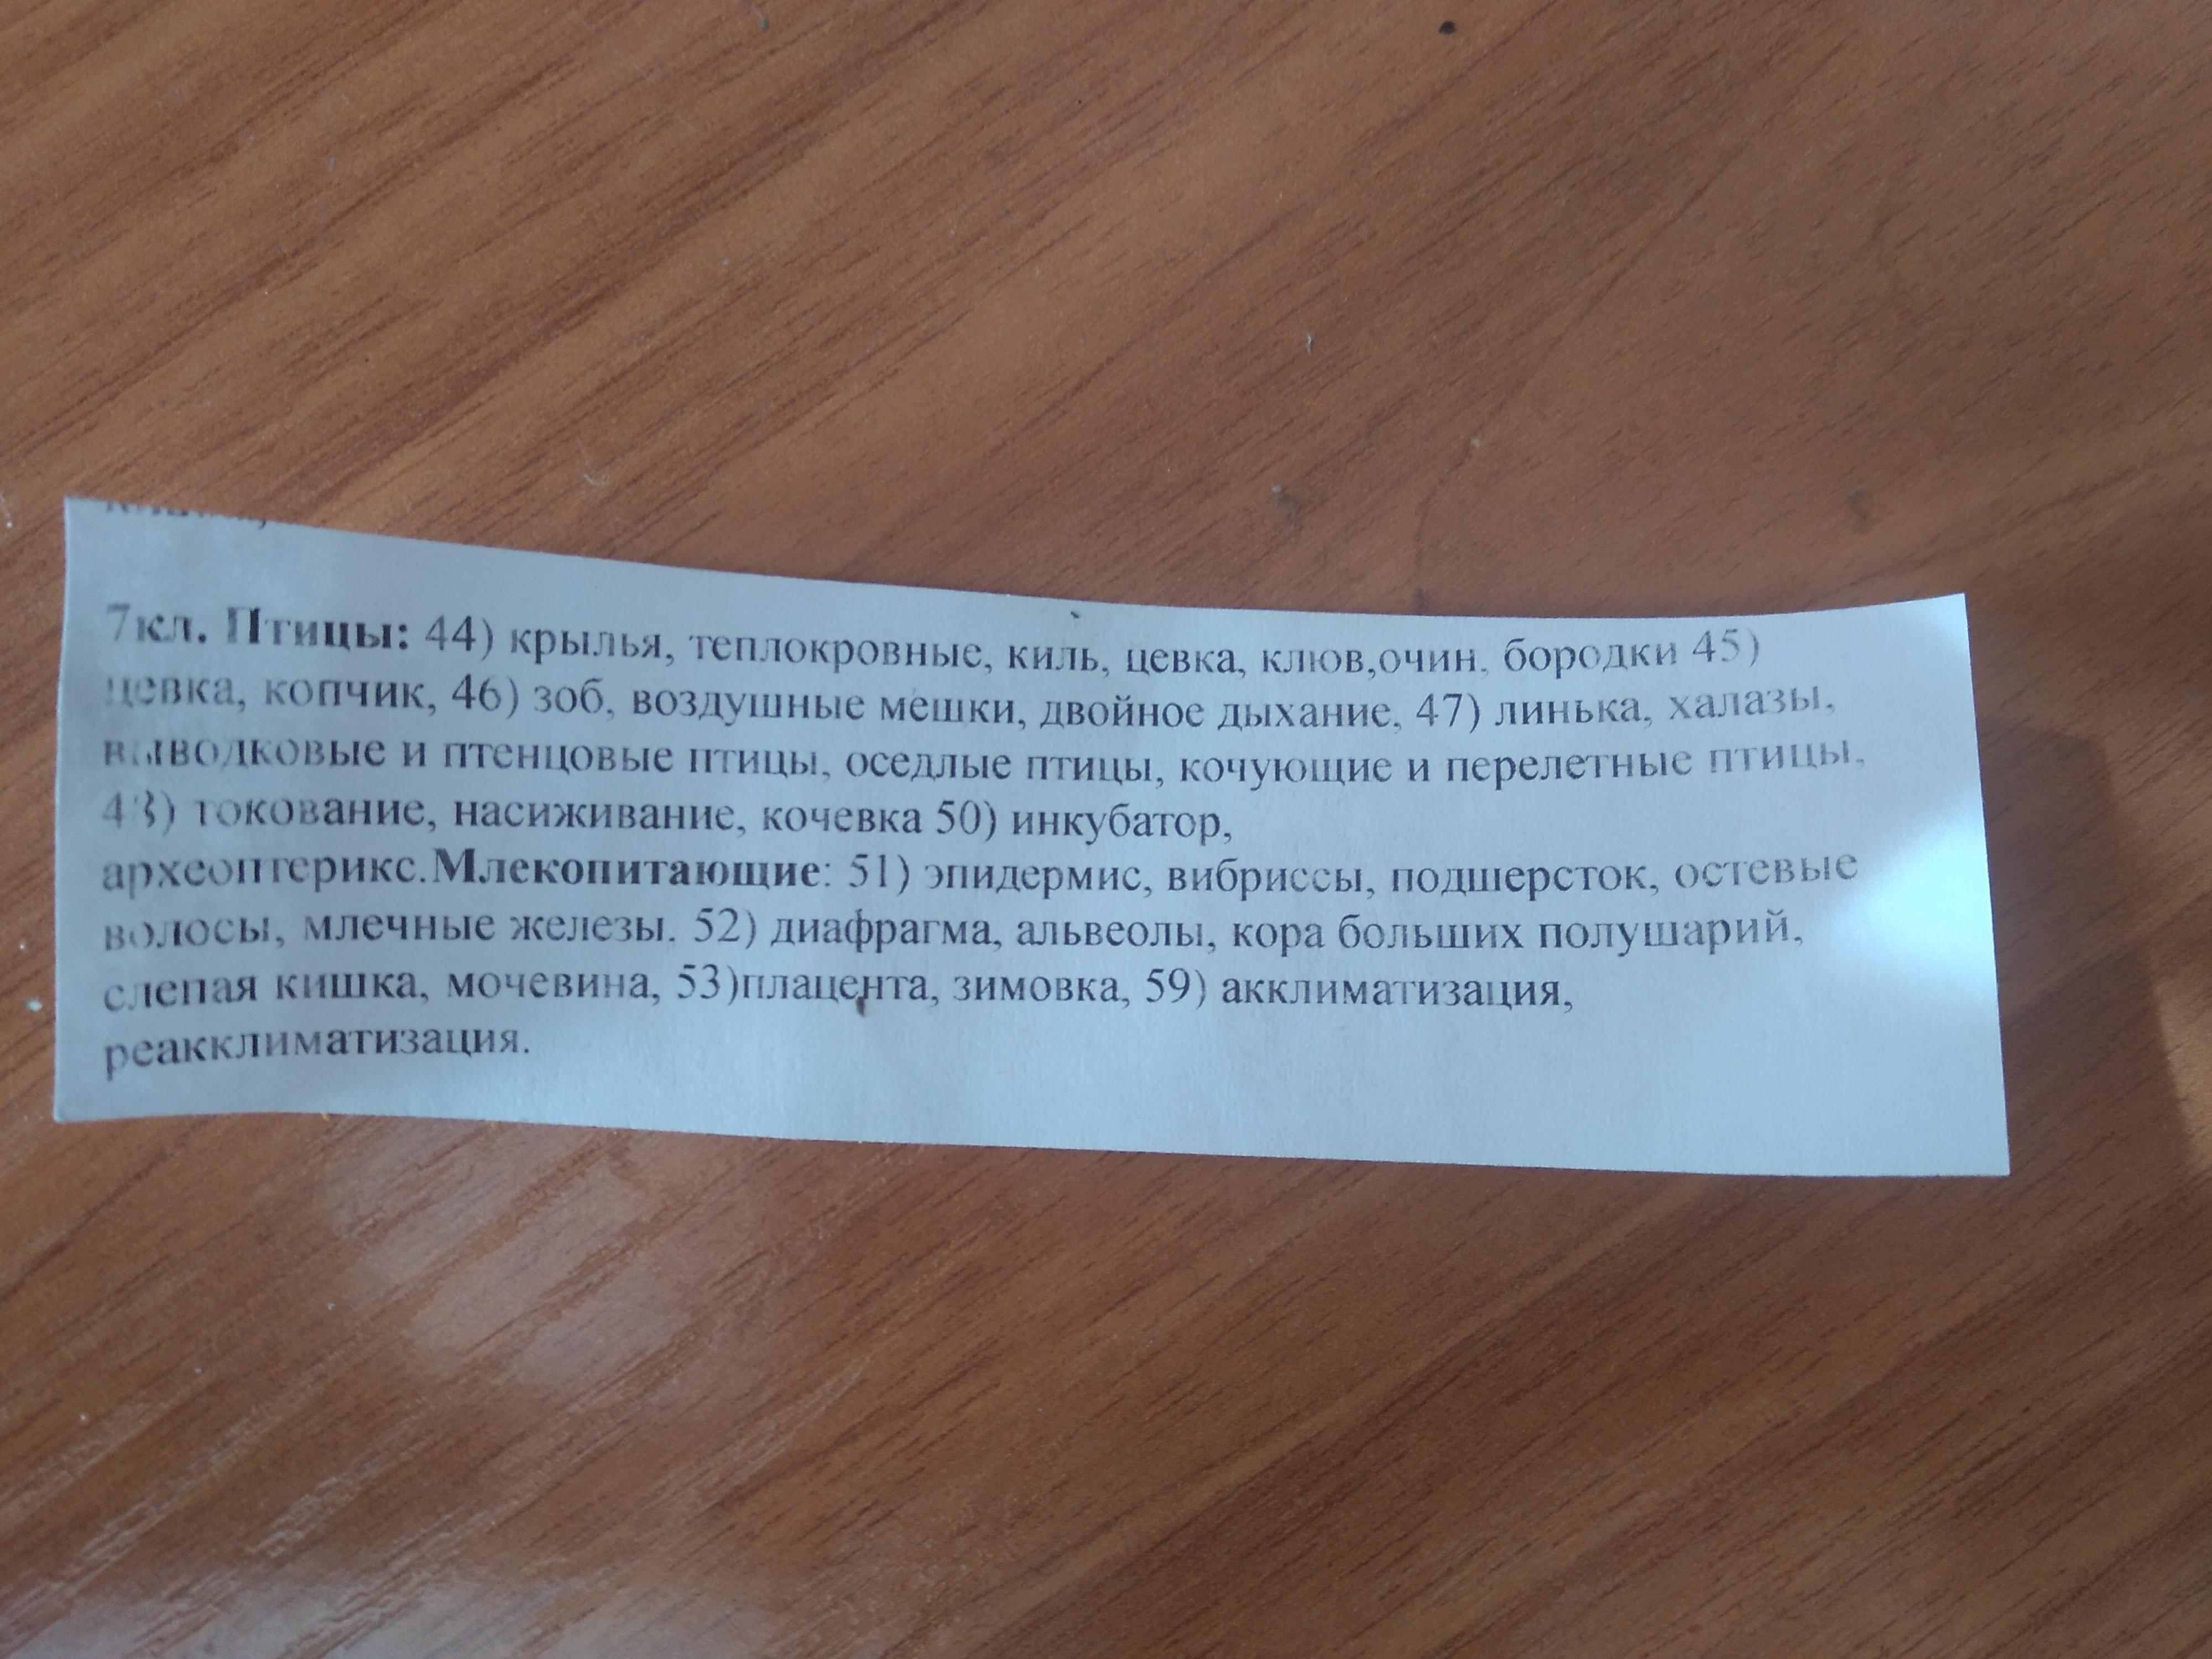 7кл. Птицы: 44) крылья, теплокровные, киль, цевка, клюв,очин, бородки 45)
цевка, копчик, 46) зоб, воздушные мешки, двойное дыхание, 47) линька, халазы,
выводковые и птенцовые птицы, оседлые птицы, кочующие и перелетные птицы,
48) токование, насиживание, кочевка 50) инкубатор,
археоптерикс.Млекопитающие: 51) эпидермис, вибриссы, подшерсток, остевые
волосы, млечные железы. 52) диафрагма, альвеолы, кора больших полушарий,
слепая кишка, мочевина, 53)плацента, зимовка, 59) акклиматизация,
реакклиматизация.